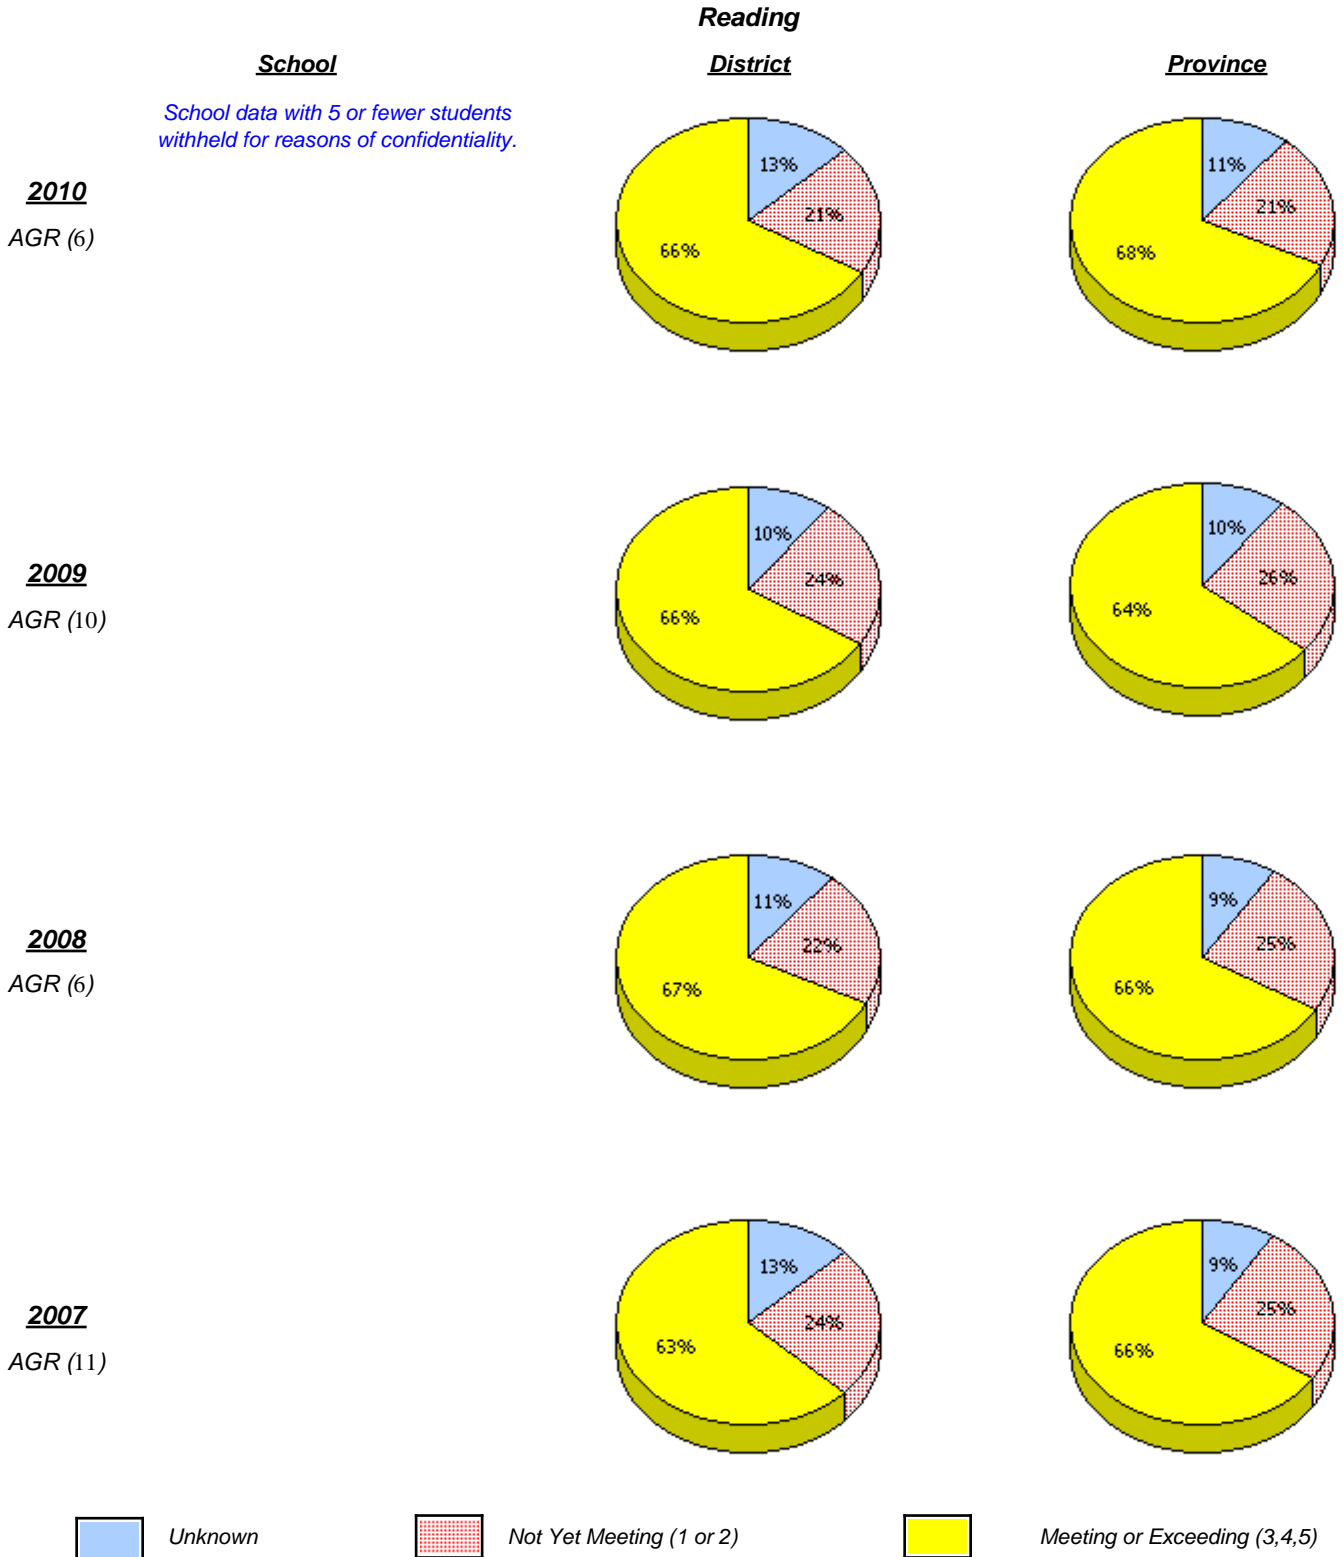 Reading
School
District
Province
School data with 5 or fewer students
withheld for reasons of confidentiality.
2010
AGR (6)
13%
21%
66%
11%
21%
68%
2009
AGR (10)
10%
24%
66%
10%
26%
64%
2008
AGR (6)
11%
22%
67%
9%
25%
66%
2007
AGR (11)
13%
24%
63%
9%
25%
66%
Unknown
Not Yet Meeting (1 or 2)
Meeting or Exceeding (3,4,5)